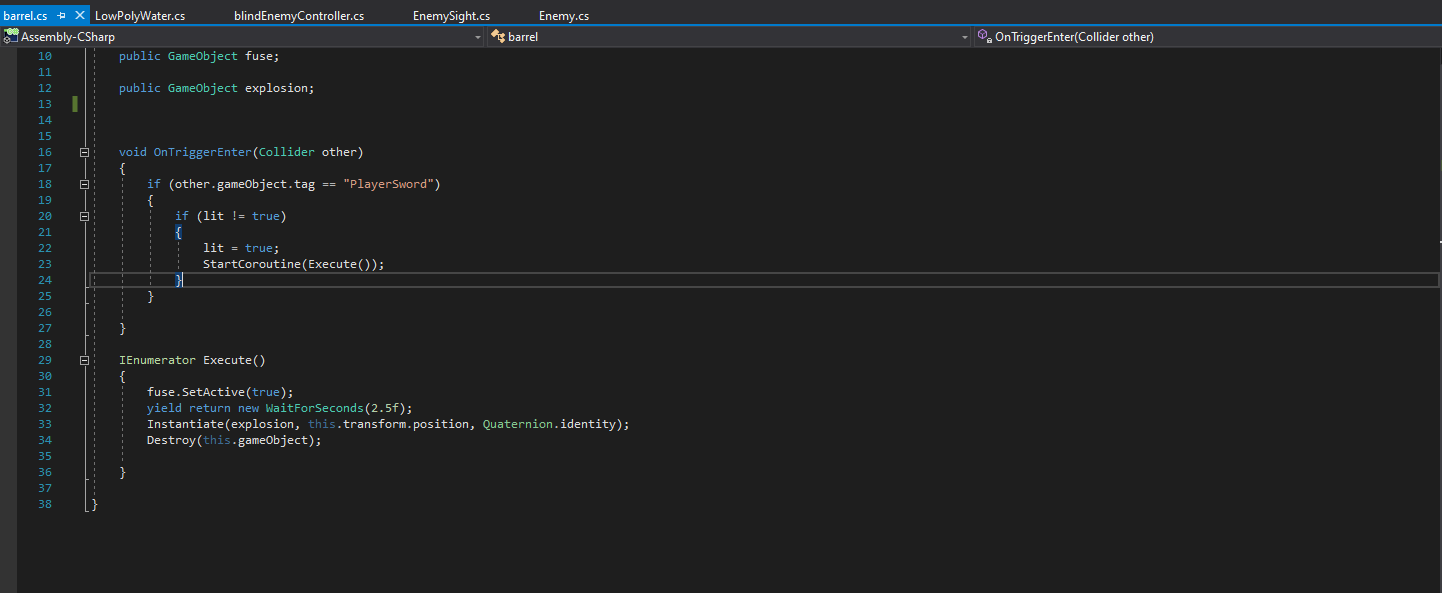 barrel.cs LowPolyWater.cs blindEnemyController.cs EnemySight.cs Enemy.cs
Assembly-CSharp barrel OnTriggerEnter(Collider other)
10 public GameObject fuse;
11
12 public GameObject explosion;
13
14
15
16 void OnTriggerEnter(Collider other)
17 {
18 if (other.gameObject.tag == "PlayerSword")
19 {
20 if (lit != true)
21 {
22 lit = true;
23 StartCoroutine(Execute());
24 }
25 }
26
27 }
28
29 IEnumerator Execute()
30 {
31 fuse.SetActive(true);
32 yield return new WaitForSeconds(2.5f);
33 Instantiate(explosion, this.transform.position, Quaternion.identity);
34 Destroy(this.gameObject);
35
36 }
37
38 }